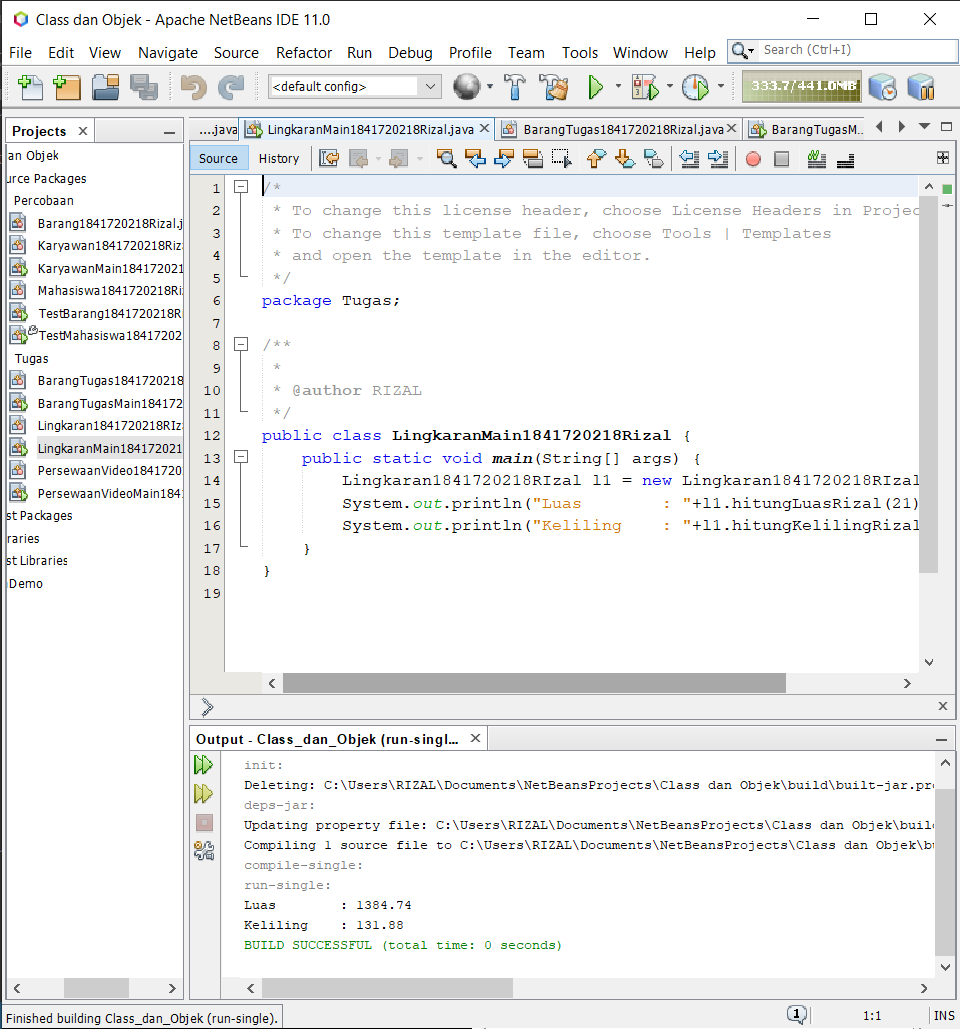 Class dan Objek - Apache NetBeans IDE 11.0
File Edit View Navigate Source Refactor Run Debug Profile Team Tools Window Help
Search (Ctrl+I)
<default config>
333.7/441.0MB
Projects
an Objek
urce Packages
Percobaan
Barang1841720218Rizal.j
Karyawan1841720218Riza
KaryawanMain1841720218
Mahasiswa1841720218Riz
TestBarang1841720218Ri
TestMahasiswa18417202
Tugas
BarangTugas1841720218
BarangTugasMain184172
Lingkaran1841720218RIza
LingkaranMain184172021
PersewaanVideo1841720
PersewaanVideoMain184
st Packages
raries
st Libraries
Demo
....java LingkaranMain1841720218Rizal.java BarangTugas1841720218Rizal.java BarangTugasM...
Source History
1 /*
2 * To change this license header, choose License Headers in Projec
3 * To change this template file, choose Tools | Templates
4 * and open the template in the editor.
5 */
6 package Tugas;
7
8 /**
9 *
10 * @author RIZAL
11 */
12 public class LingkaranMain1841720218Rizal {
13 public static void main(String[] args) {
14 Lingkaran1841720218RIzal l1 = new Lingkaran1841720218RIzal
15 System.out.println("Luas : "+l1.hitungLuasRizal(21)
16 System.out.println("Keliling : "+l1.hitungKelilingRizal
17 }
18 }
19
Output - Class_dan_Objek (run-singl...
init:
Deleting: C:\Users\RIZAL\Documents\NetBeansProjects\Class dan Objek\build\built-jar.pro
deps-jar:
Updating property file: C:\Users\RIZAL\Documents\NetBeansProjects\Class dan Objek\build
Compiling 1 source file to C:\Users\RIZAL\Documents\NetBeansProjects\Class dan Objek\bu
compile-single:
run-single:
Luas : 1384.74
Keliling : 131.88
BUILD SUCCESSFUL (total time: 0 seconds)
Finished building Class_dan_Objek (run-single).
1
1:1
INS